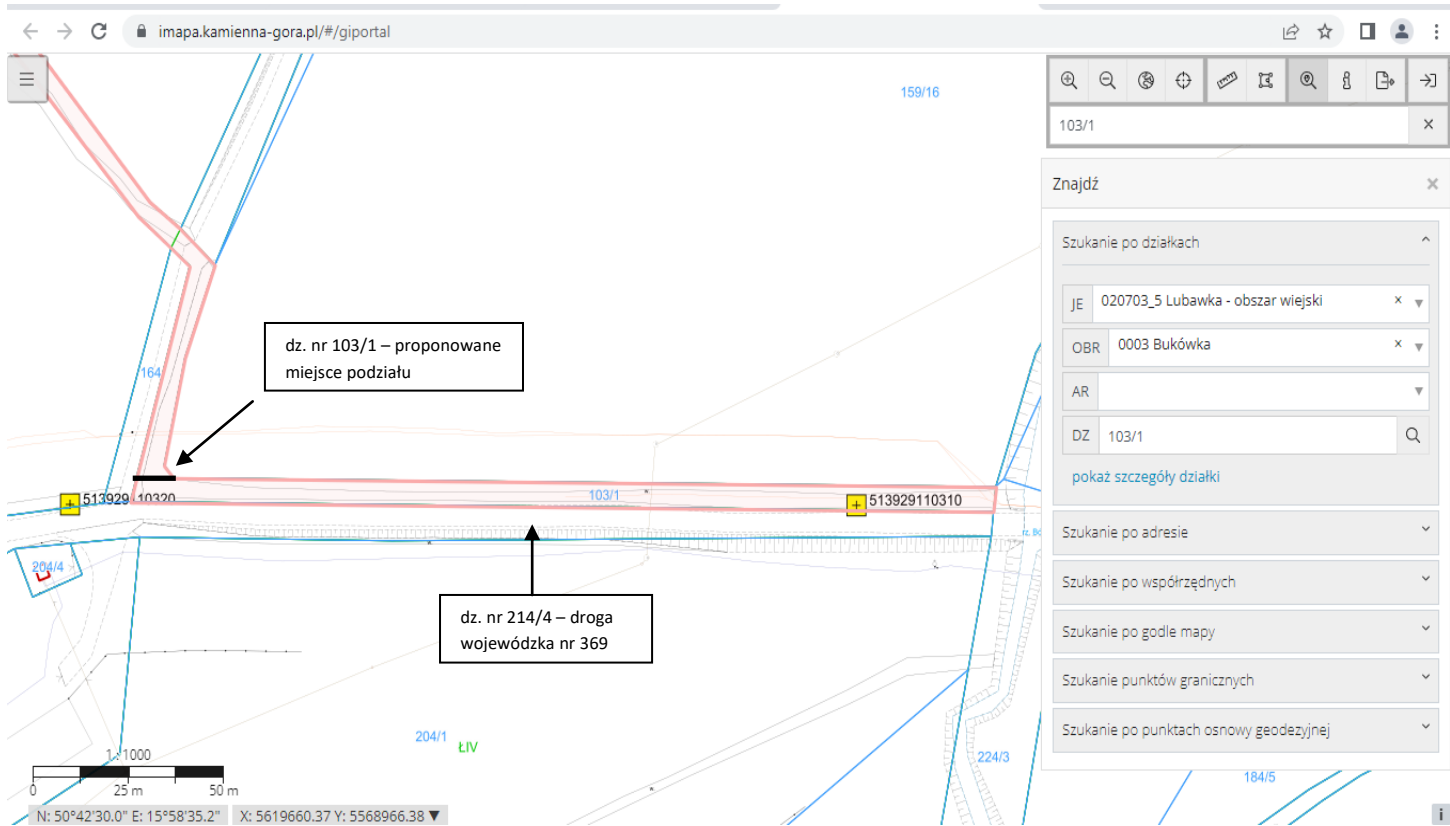 imapa.kamienna-gora.pl/#/giportal
159/16
103/1
Znajdź
Szukanie po działkach
JE 020703_5 Lubawka - obszar wiejski
OBR 0003 Bukówka
AR
DZ 103/1
pokaż szczegóły działki
Szukanie po adresie
Szukanie po współrzędnych
Szukanie po godle mapy
Szukanie punktów granicznych
Szukanie po punktach osnowy geodezyjnej
dz. nr 103/1 – proponowane
miejsce podziału
164
513929110320
103/1
513929110310
204/4
dz. nr 214/4 – droga
wojewódzka nr 369
204/1
ŁIV
224/3
184/5
1 : 1000
0 25 m 50 m
N: 50°42'30.0" E: 15°58'35.2" X: 5619660.37 Y: 5568966.38 ▼